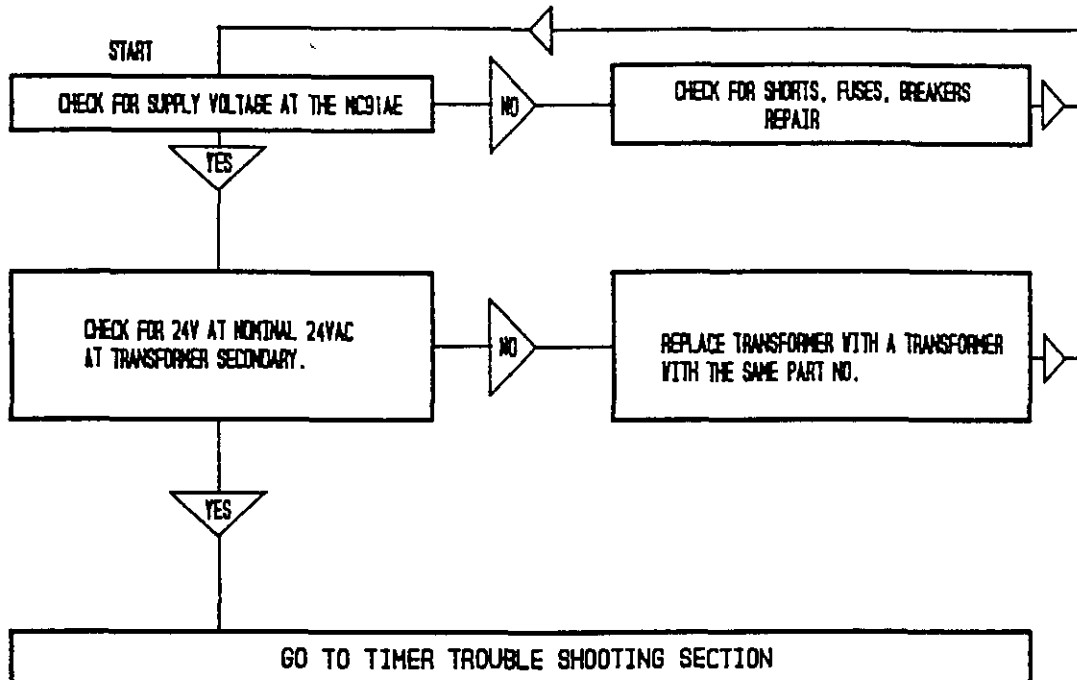 START
CHECK FOR SUPPLY VOLTAGE AT THE MC91AE
NO
CHECK FOR SHORTS, FUSES, BREAKERS
REPAIR
YES
CHECK FOR 24V AT NOMINAL 24VAC
AT TRANSFORMER SECONDARY.
NO
REPLACE TRANSFORMER WITH A TRANSFORMER
WITH THE SAME PART NO.
YES
GO TO TIMER TROUBLE SHOOTING SECTION